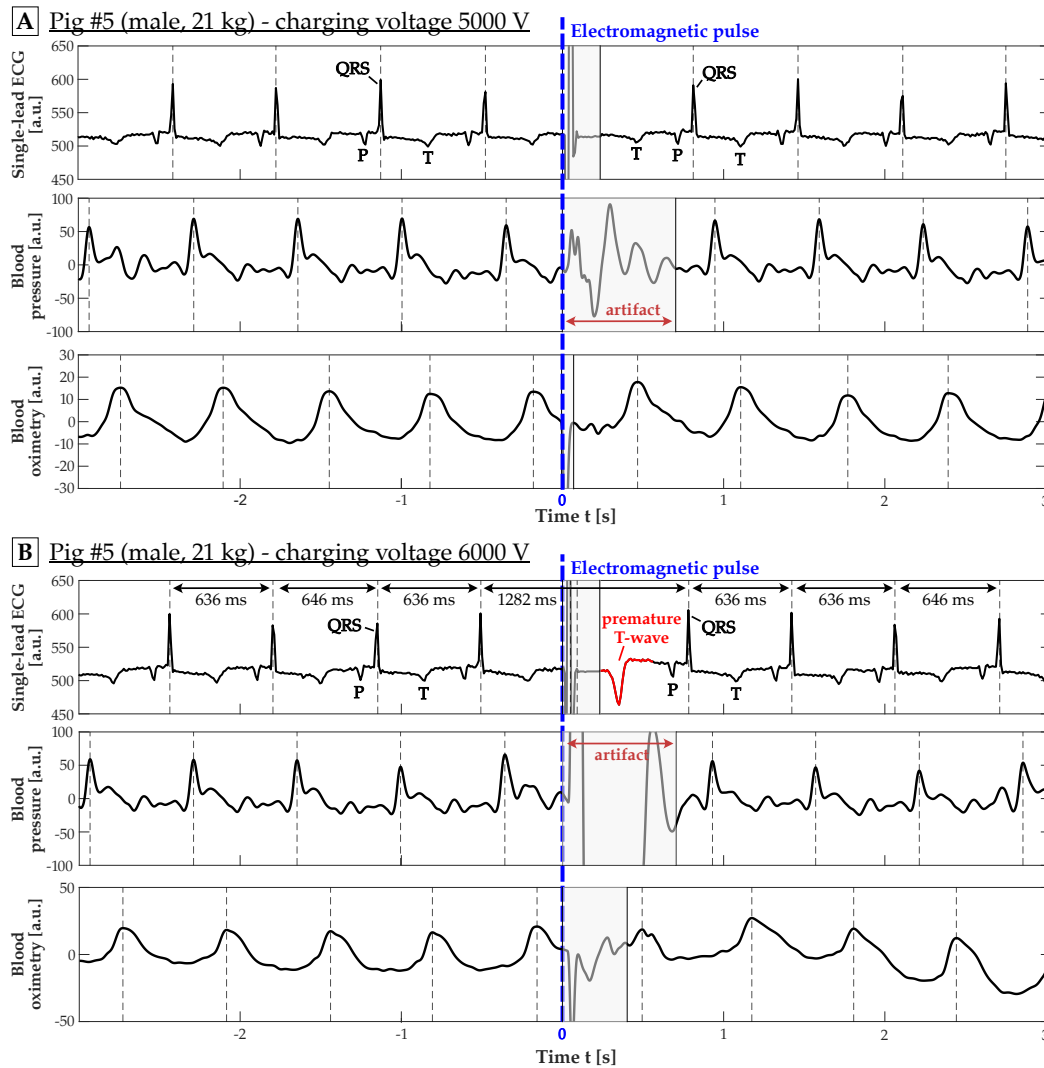 A Pig #5 (male, 21 kg) - charging voltage 5000 V
Electromagnetic pulse
Single-lead ECG
[a.u.]
650
600
550
500
450
QRS
P
T
T
P
QRS
T
Blood
pressure [a.u.]
100
50
0
-50
-100
artifact
Blood
oximetry [a.u.]
30
20
10
0
-10
-20
-30
-2
-1
0
1
2
3
Time t [s]
B Pig #5 (male, 21 kg) - charging voltage 6000 V
Electromagnetic pulse
Single-lead ECG
[a.u.]
650
600
550
500
450
636 ms
646 ms
636 ms
1282 ms
636 ms
636 ms
646 ms
QRS
P
T
premature
T-wave
QRS
P
T
Blood
pressure [a.u.]
100
50
0
-50
-100
artifact
Blood
oximetry [a.u.]
50
0
-50
-2
-1
0
1
2
3
Time t [s]